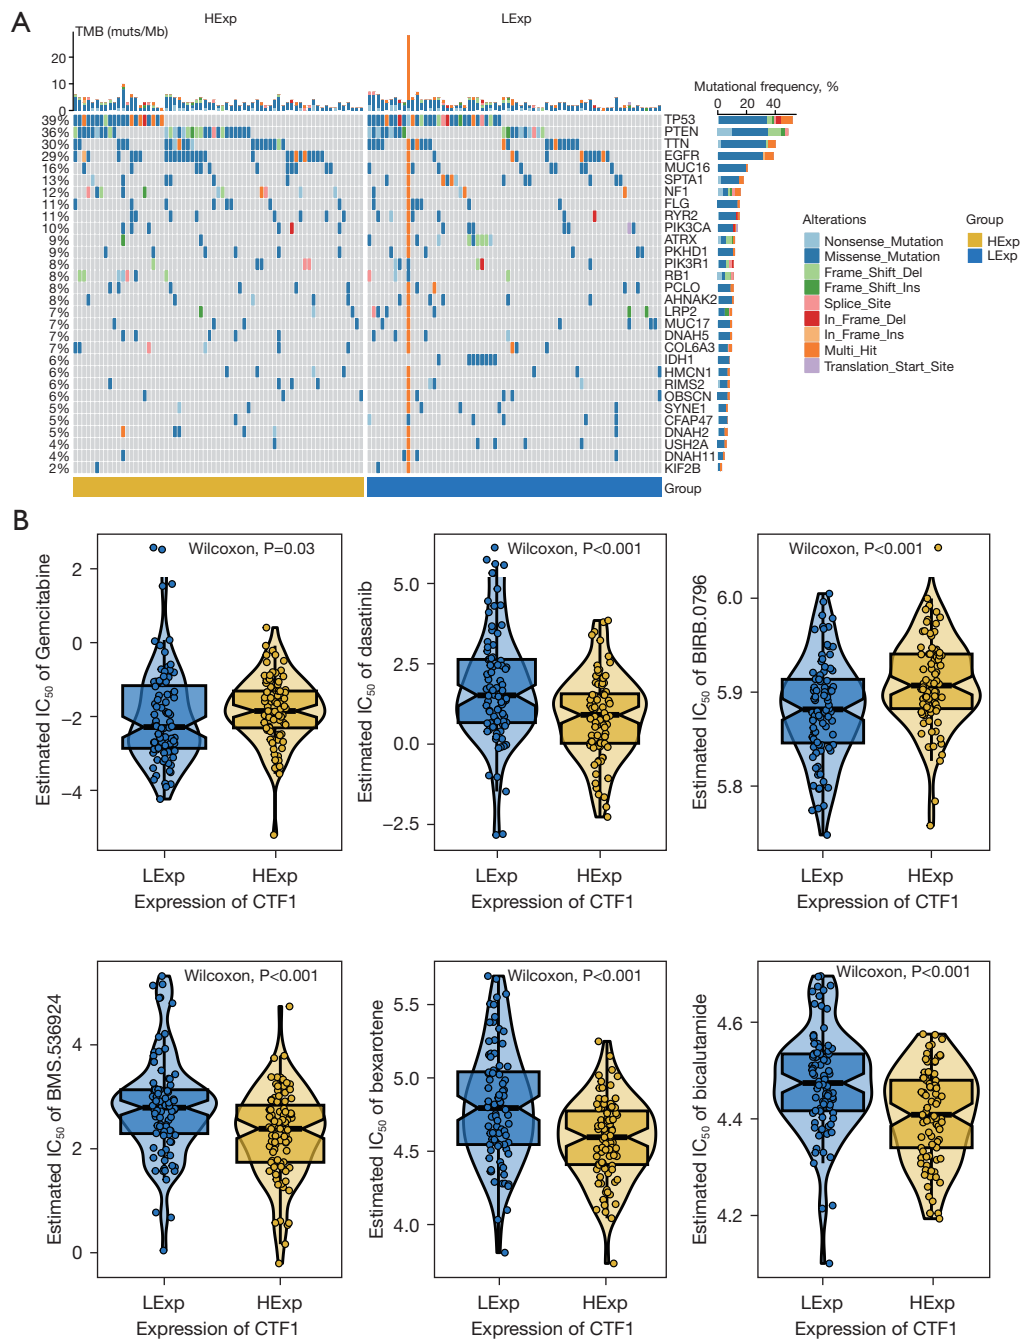 A
HExp
LExp
TMB (muts/Mb)
20
10
0
Mutational frequency, %
0 20 40
39% TP53
36% PTEN
30% TTN
29% EGFR
16% MUC16
13% SPTA1
12% NF1
11% FLG
11% RYR2
10% PIK3CA
9% ATRX
9% PKHD1
8% PIK3R1
8% RB1
8% PCLO
8% AHNAK2
7% LRP2
7% MUC17
7% DNAH5
7% COL6A3
6% IDH1
6% HMCN1
6% RIMS2
6% OBSCN
5% SYNE1
5% CFAP47
5% DNAH2
4% USH2A
4% DNAH11
2% KIF2B
Group
Alterations
Nonsense_Mutation
Missense_Mutation
Frame_Shift_Del
Frame_Shift_Ins
Splice_Site
In_Frame_Del
In_Frame_Ins
Multi_Hit
Translation_Start_Site
Group
HExp
LExp
B
Wilcoxon, P=0.03
Estimated IC50 of Gemcitabine
2
0
−2
−4
LExp HExp
Expression of CTF1
Wilcoxon, P<0.001
Estimated IC50 of dasatinib
5.0
2.5
0.0
−2.5
LExp HExp
Expression of CTF1
Wilcoxon, P<0.001
Estimated IC50 of BIRB.0796
6.0
5.9
5.8
LExp HExp
Expression of CTF1
Wilcoxon, P<0.001
Estimated IC50 of BMS.536924
4
2
0
LExp HExp
Expression of CTF1
Wilcoxon, P<0.001
Estimated IC50 of bexarotene
5.5
5.0
4.5
4.0
LExp HExp
Expression of CTF1
Wilcoxon, P<0.001
Estimated IC50 of bicalutamide
4.6
4.4
4.2
LExp HExp
Expression of CTF1